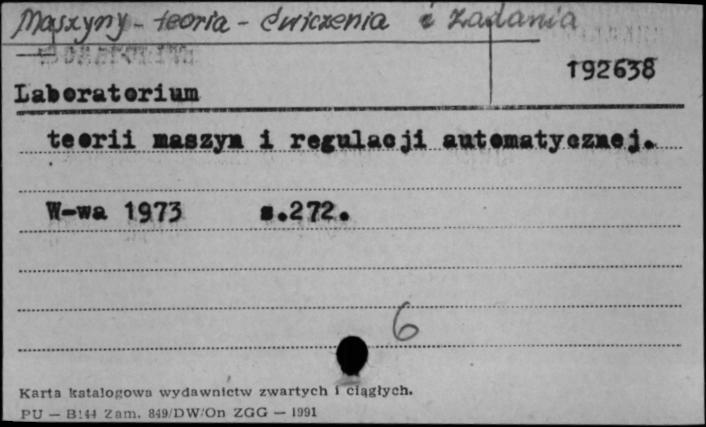 Maszyny - teoria - ćwiczenia i zadania
192638
Laboratorium
teorii maszyn i regulacji automatycznej.
W-wa 1973 s.272.
6
Karta katalogowa wydawnictw zwartych i ciągłych.
PU — B144 Zam. 849/DW/On ZGG — 1991